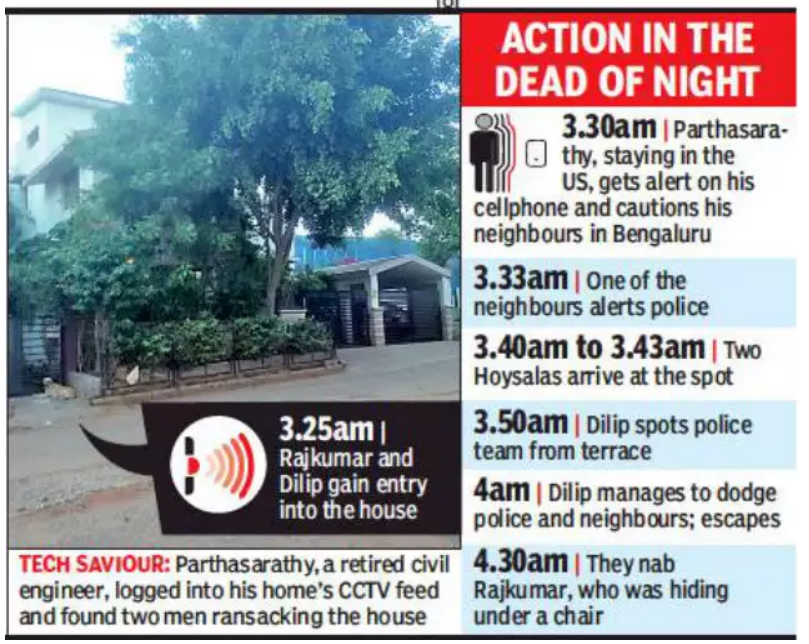 ACTION IN THE
DEAD OF NIGHT
3.30am | Parthasara-
thy, staying in the
US, gets alert on his
cellphone and cautions his
neighbours in Bengaluru
3.33am | One of the
neighbours alerts police
3.40am to 3.43am | Two
Hoysalas arrive at the spot
3.50am | Dilip spots police
team from terrace
4am | Dilip manages to dodge
police and neighbours; escapes
4.30am | They nab
Rajkumar, who was hiding
under a chair
3.25am |
Rajkumar and
Dilip gain entry
into the house
TECH SAVIOUR: Parthasarathy, a retired civil
engineer, logged into his home's CCTV feed
and found two men ransacking the house